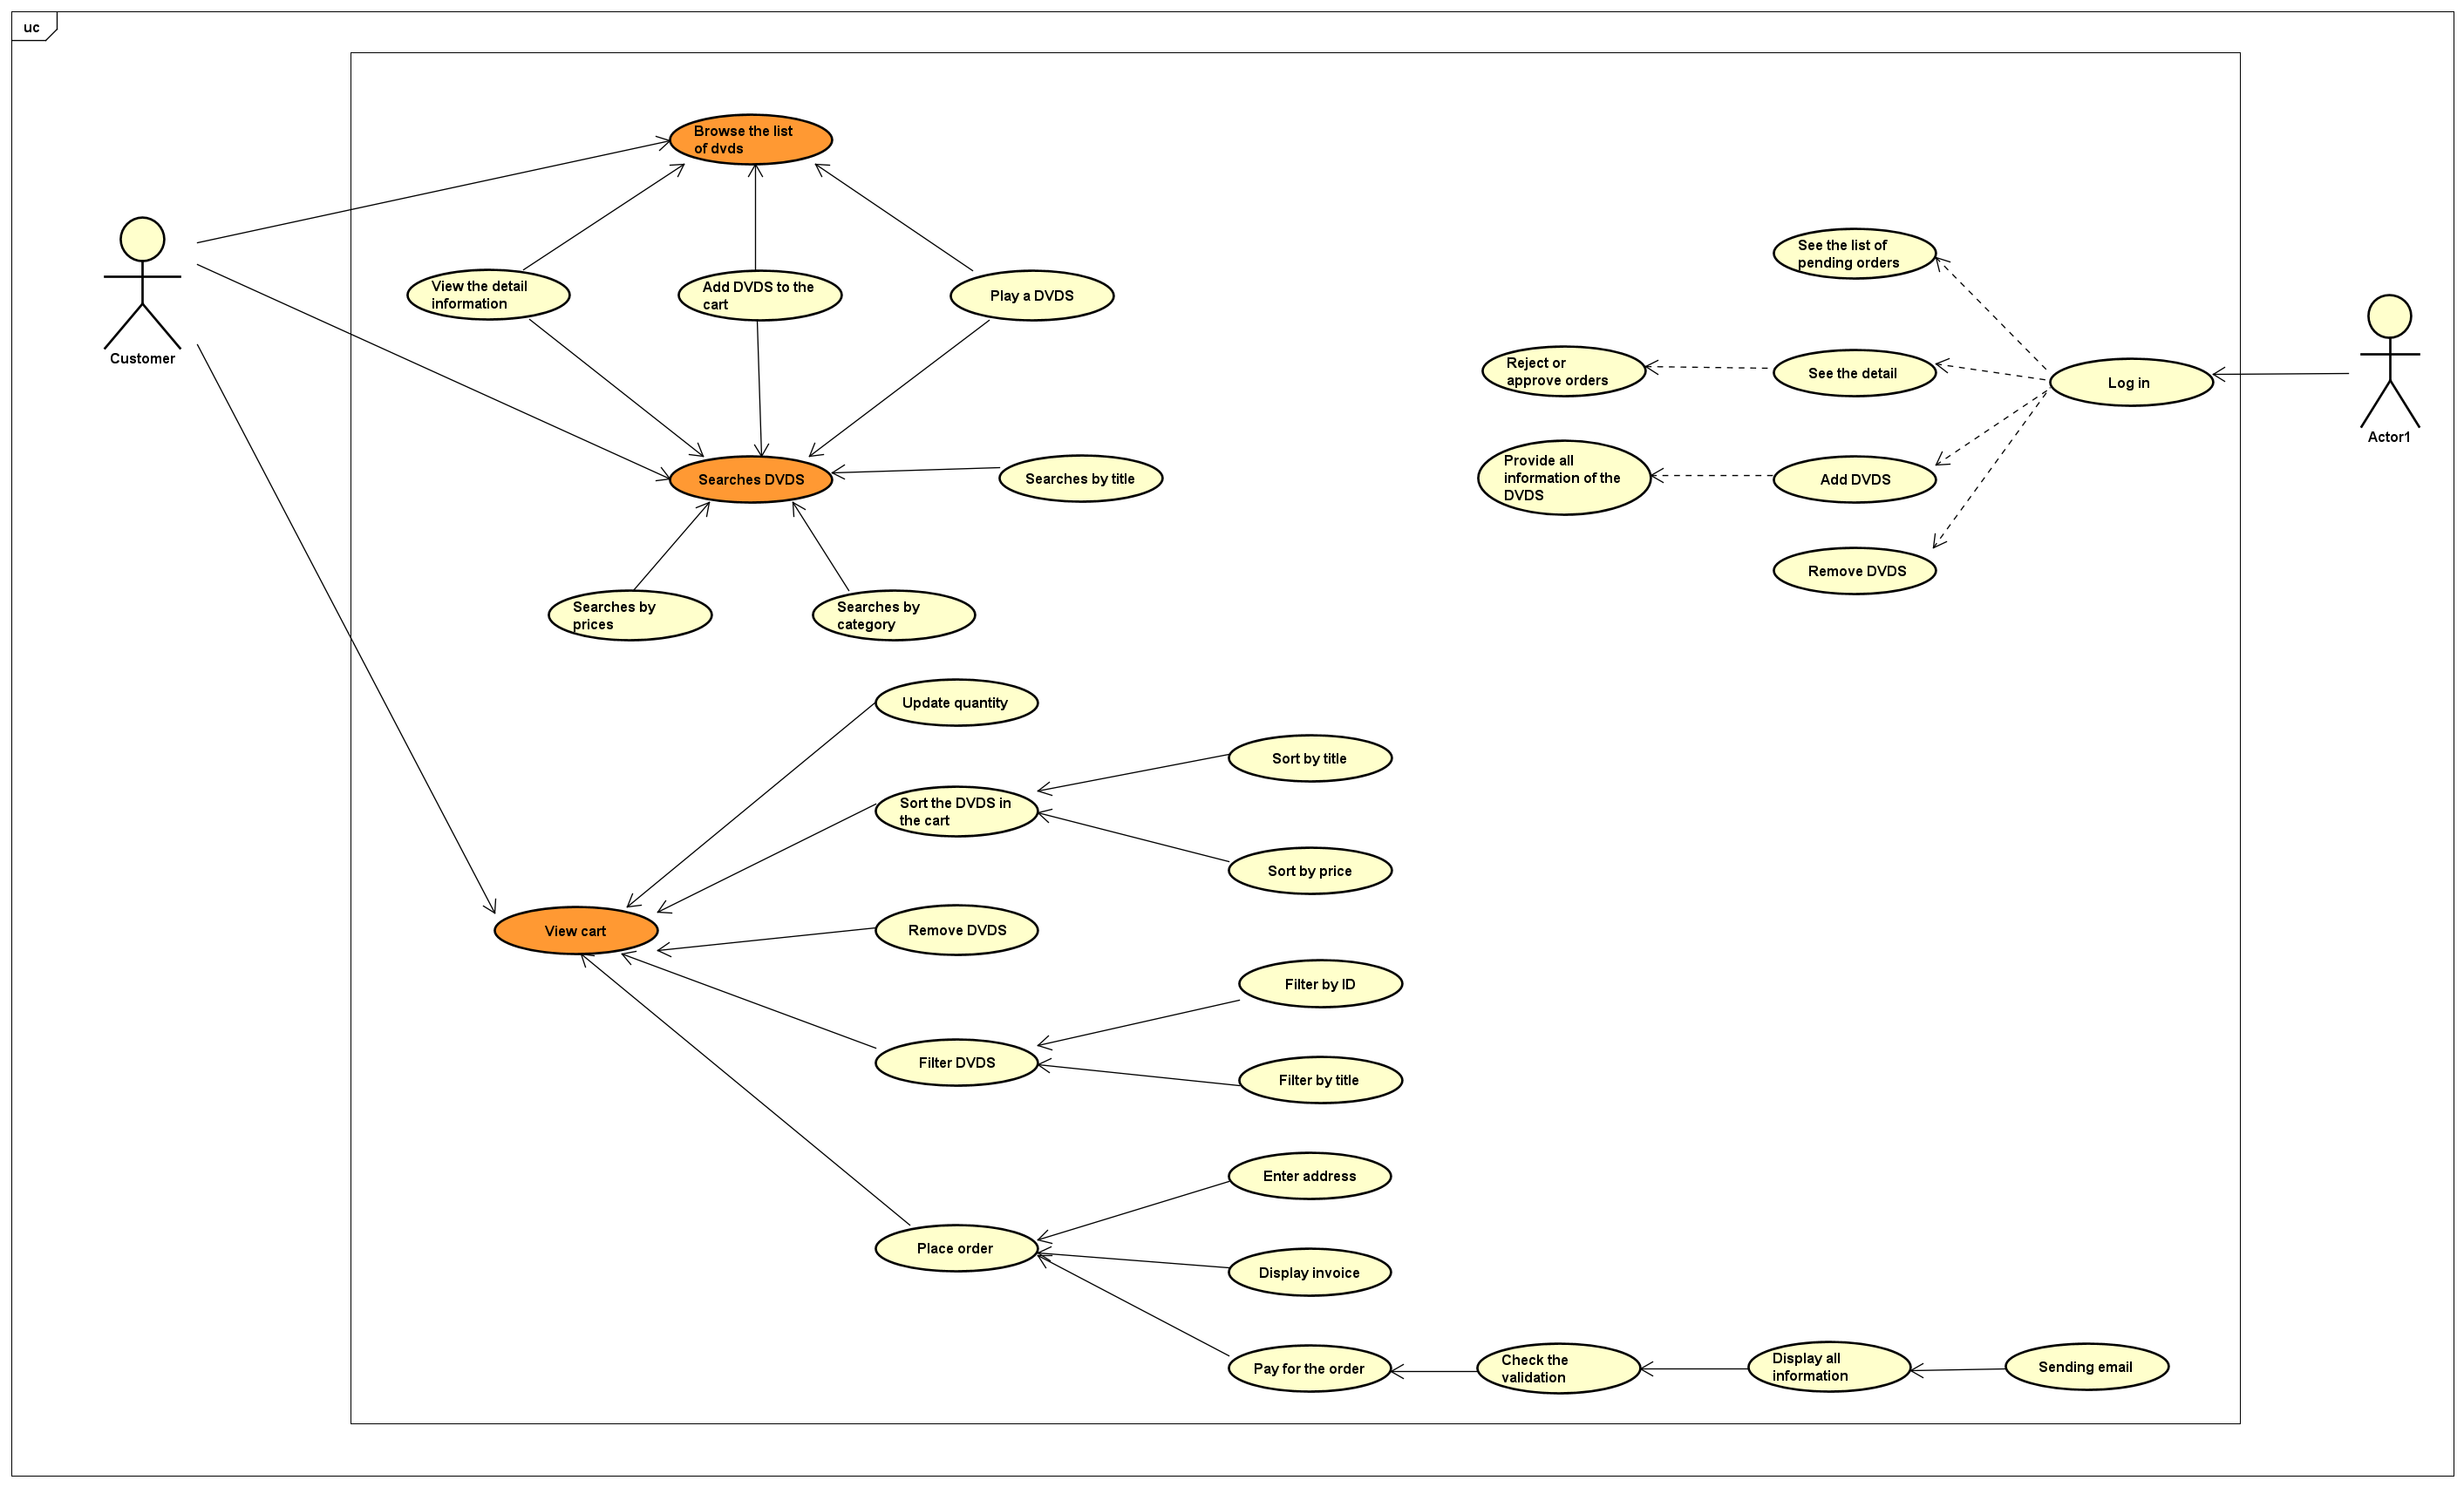 uc
Browse the list
of dvds
Customer
View the detail
information
Add DVDS to the
cart
Play a DVDS
Searches DVDS
Searches by title
Searches by
prices
Searches by
category
See the list of
pending orders
Reject or
approve orders
See the detail
Log in
Actor1
Provide all
information of the
DVDS
Add DVDS
Remove DVDS
Update quantity
Sort the DVDS in
the cart
Sort by title
Sort by price
View cart
Remove DVDS
Filter DVDS
Filter by ID
Filter by title
Place order
Enter address
Display invoice
Pay for the order
Check the
validation
Display all
information
Sending email